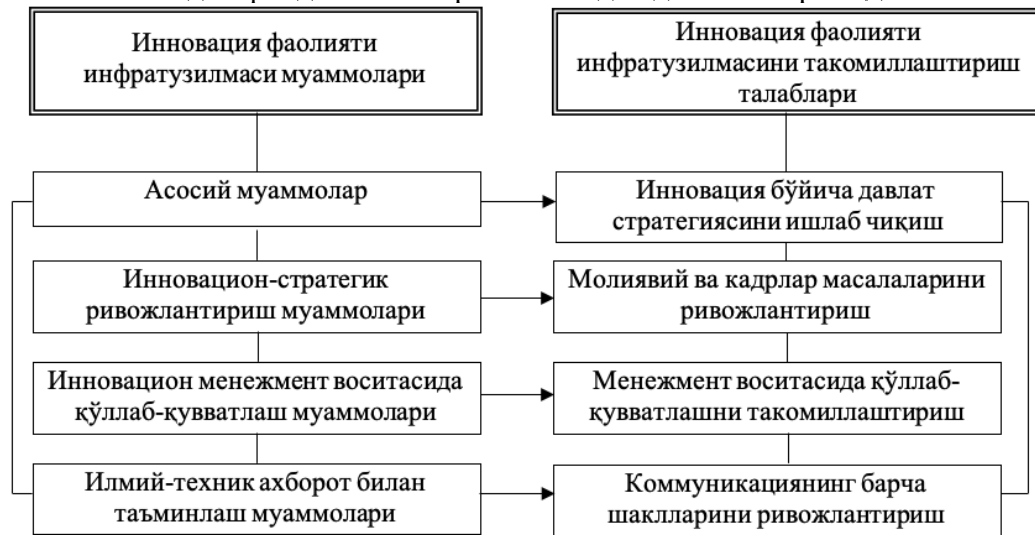 Инновация фаолияти
инфратузилмаси муаммолари
Инновация фаолияти
инфратузилмасини такомиллаштириш
талаблари
Асосий муаммолар
Инновация бўйича давлат
стратегиясини ишлаб чиқиш
Инновацион-стратегик
ривожлантириш муаммолари
Молиявий ва кадрлар масалаларини
ривожлантириш
Инновацион менежмент воситасида
қўллаб-қувватлаш муаммолари
Менежмент воситасида қўллаб-
қувватлашни такомиллаштириш
Илмий-техник ахборот билан
таъминлаш муаммолари
Коммуникациянинг барча
шаклларини ривожлантириш